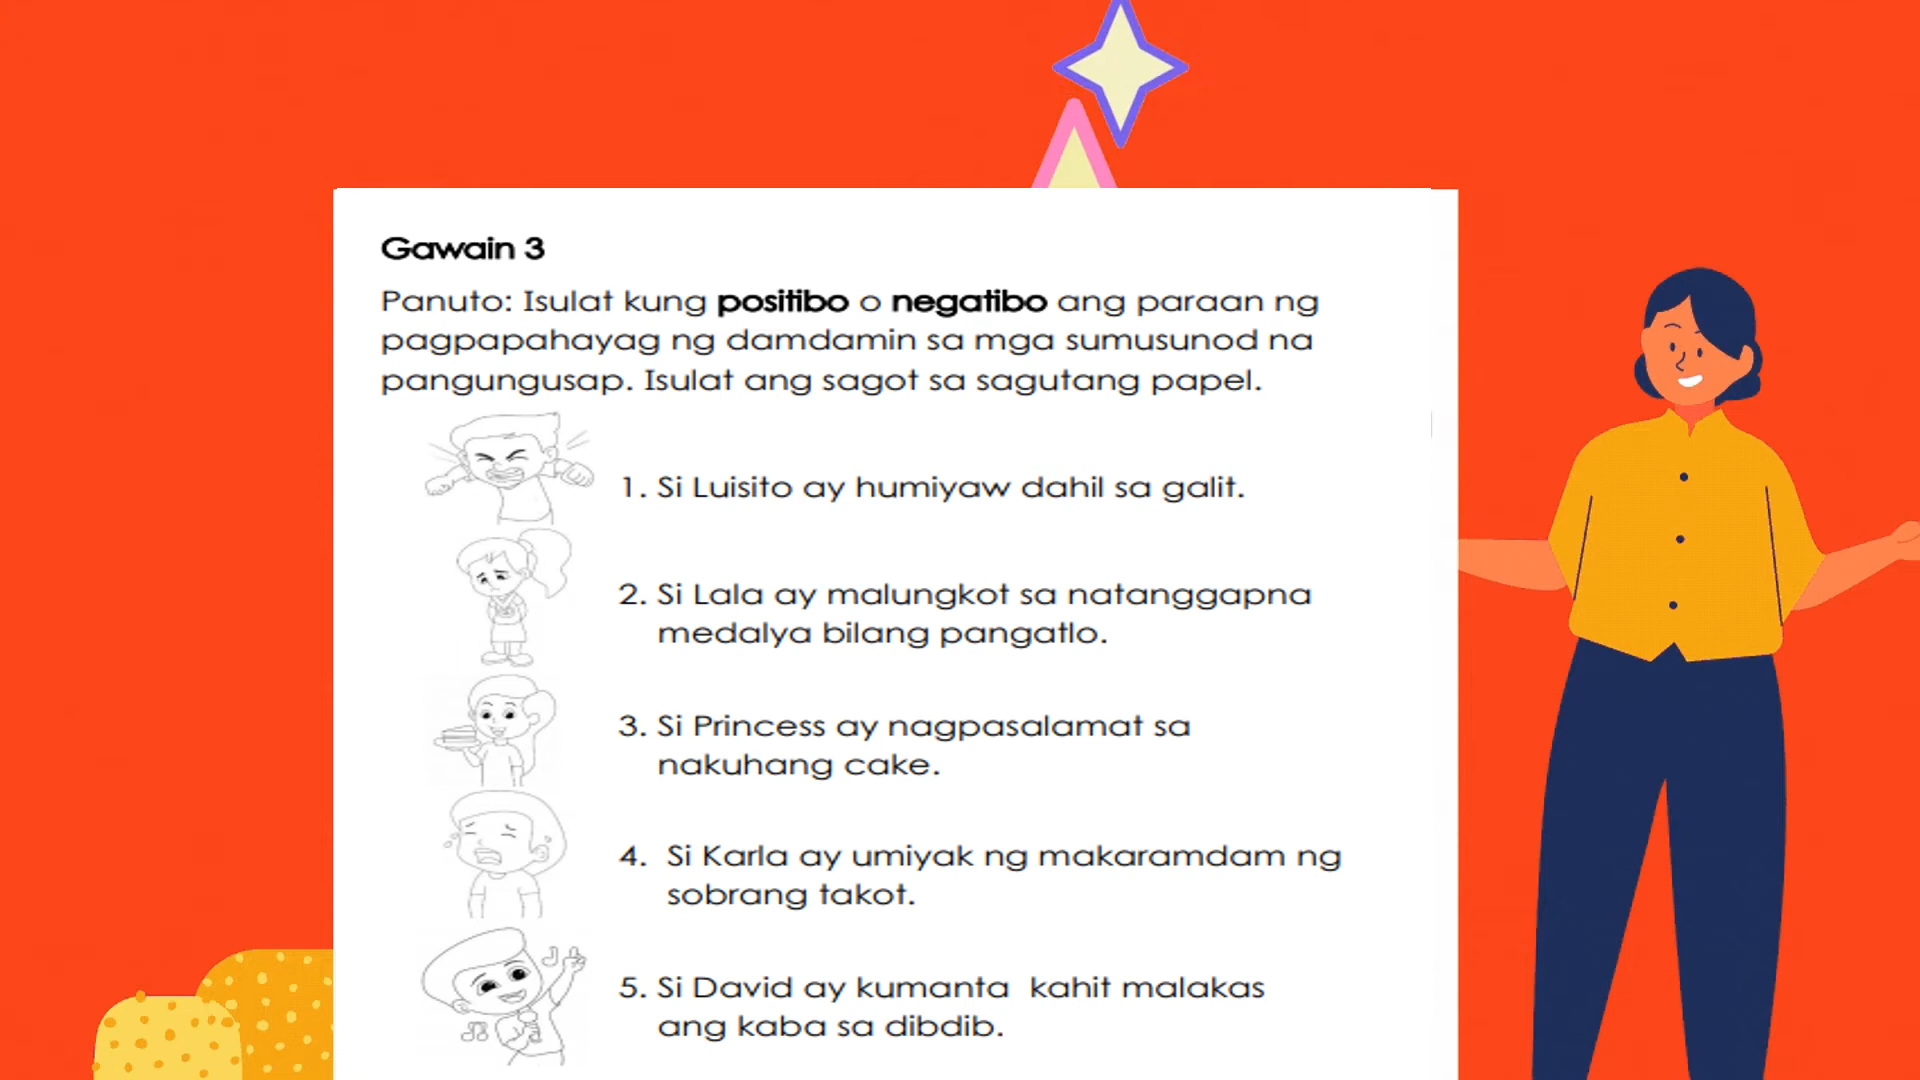 Gawain 3
Panuto: Isulat kung positibo o negatibo ang paraan ng
pagpapahayag ng damdamin sa mga sumusunod na
pangungusap. Isulat ang sagot sa sagutang papel.
1. Si Luisito ay humiyaw dahil sa galit.
2. Si Lala ay malungkot sa natanggapna
medalya bilang pangatlo.
3. Si Princess ay nagpasalamat sa
nakuhang cake.
4. Si Karla ay umiyak ng makaramdam ng
sobrang takot.
5. Si David ay kumanta kahit malakas
ang kaba sa dibdib.